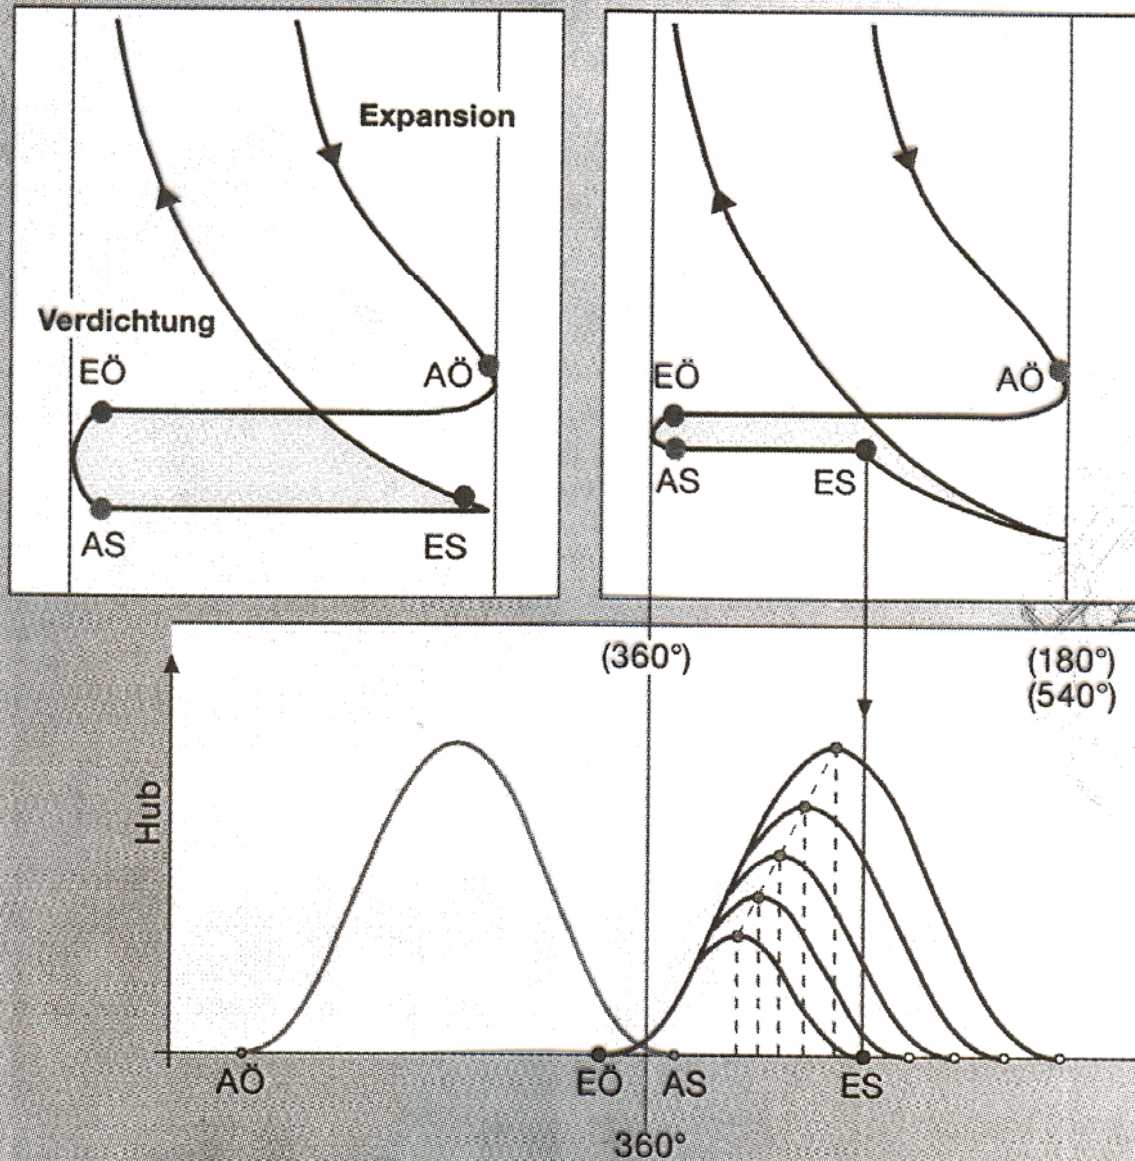 Expansion
Verdichtung
EÖ
AÖ
AS
ES
EÖ
AÖ
AS
ES
(360°)
(180°)
(540°)
Hub
AÖ
EÖ
AS
ES
360°